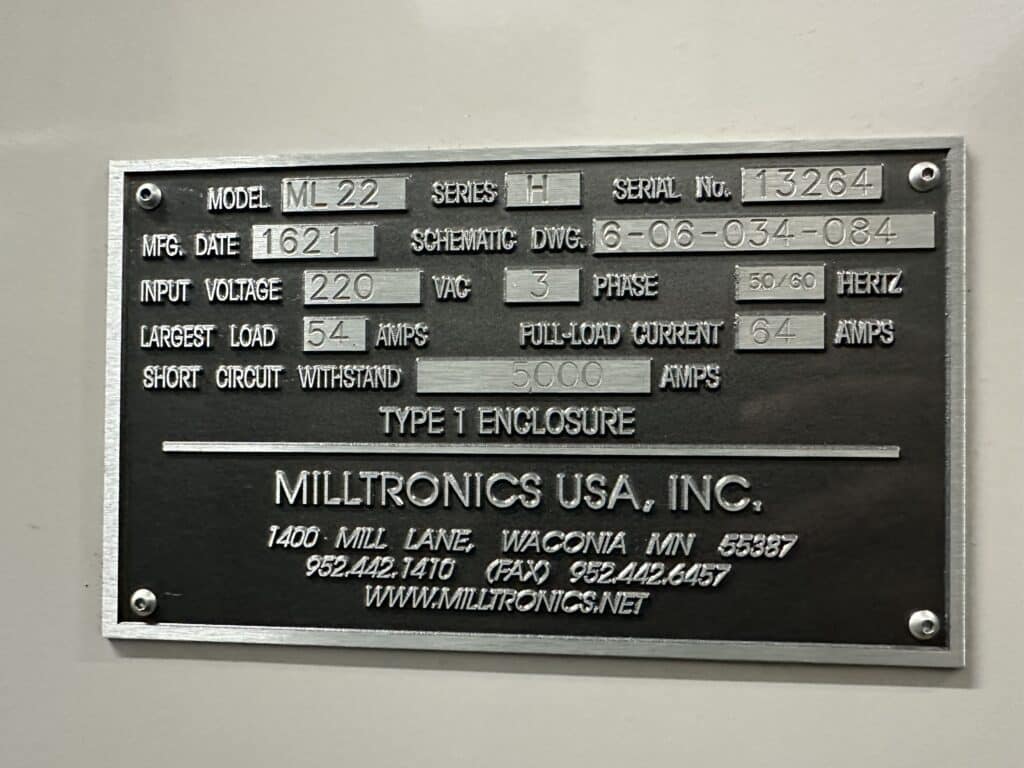 MODEL ML 22 SERIES H SERIAL No. 13264
MFG. DATE 1621 SCHEMATIC DWG. 6-06-034-084
INPUT VOLTAGE 220 VAC 3 PHASE 50/60 HERTZ
LARGEST LOAD 54 AMPS FULL-LOAD CURRENT 64 AMPS
SHORT CIRCUIT WITHSTAND 5,000 AMPS
TYPE 1 ENCLOSURE
MILLTRONICS USA, INC.
1400 MILL LANE, WACONIA MN 55387
952.442.1410 (FAX) 952.442.6457
WWW.MILLTRONICS.NET